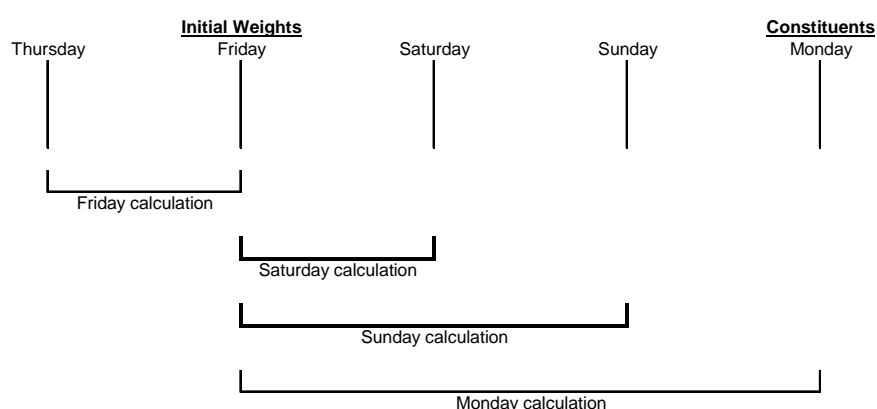 Initial Weights Constituents
Thursday Friday Saturday Sunday Monday
Friday calculation
Saturday calculation
Sunday calculation
Monday calculation